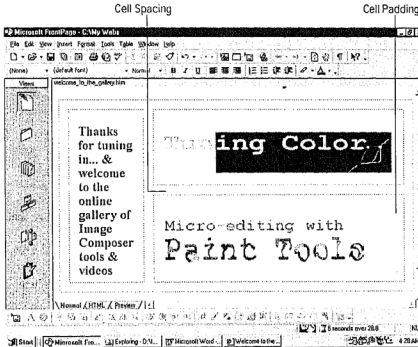 Cell Spacing Cell Padding
Microsoft FrontPage - C:\My Webs
File Edit View Insert Format Tools Table Window Help
(None) (default font) Normal
Views welcome_to_the_gallery.htm
Thanks
for tuning
in... &
welcome
to the
online
gallery of
Image
Composer
tools &
videos
Tuning Color
Micro-editing with
Paint Tools
Normal HTML Preview
5 seconds over 28.8
Start Microsoft Fro... Exploring - D:\... Microsoft Word - ... Welcome to the ...